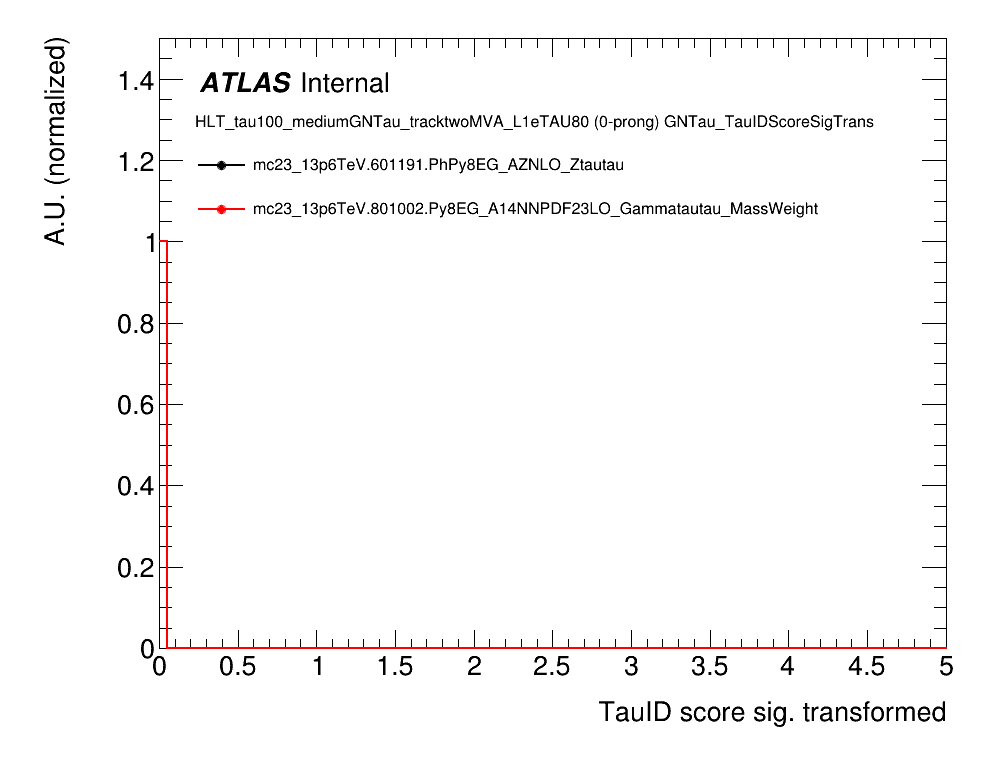 A.U. (normalized)
ATLAS Internal
HLT_tau100_mediumGNTau_tracktwoMVA_L1eTAU80 (0-prong) GNTau_TauIDScoreSigTrans
mc23_13p6TeV.601191.PhPy8EG_AZNLO_Ztautau
mc23_13p6TeV.801002.Py8EG_A14NNPDF23LO_Gammatautau_MassWeight
1.4
1.2
1
0.8
0.6
0.4
0.2
0
0 0.5 1 1.5 2 2.5 3 3.5 4 4.5 5
TauID score sig. transformed